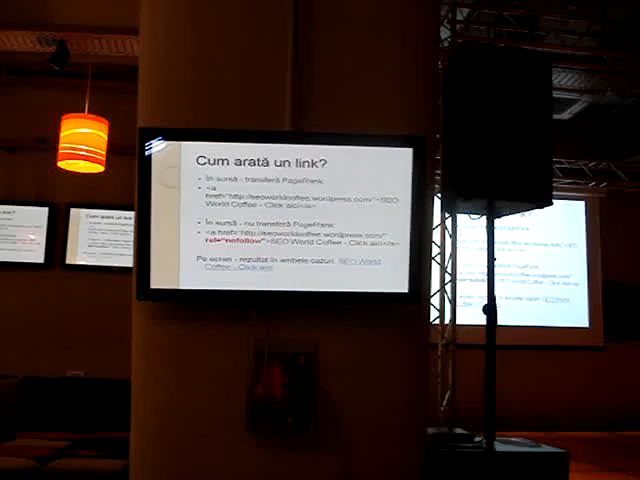 Cum arată un link?
• În sursă - transferă PageRank
• <a
href="http://seoworldcoffee.wordpress.com/">SEO
World Coffee - Click aici</a>
• În sursă - nu transferă PageRank
• <a href="http://seoworldcoffee.wordpress.com/"
rel="nofollow">SEO World Coffee - Click aici</a>
Pe ecran - rezultat în ambele cazuri: SEO World
Coffee - Click aici